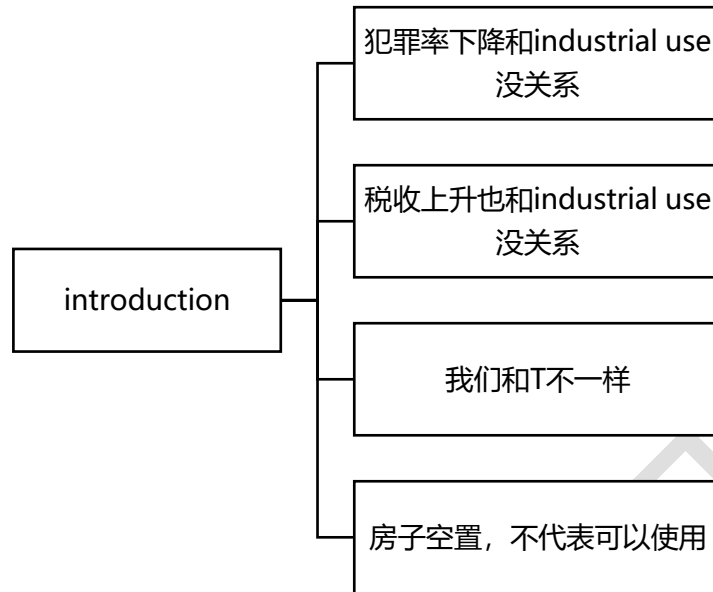 犯罪率下降和industrial use
没关系
税收上升也和industrial use
没关系
introduction
我们和T不一样
房子空置，不代表可以使用